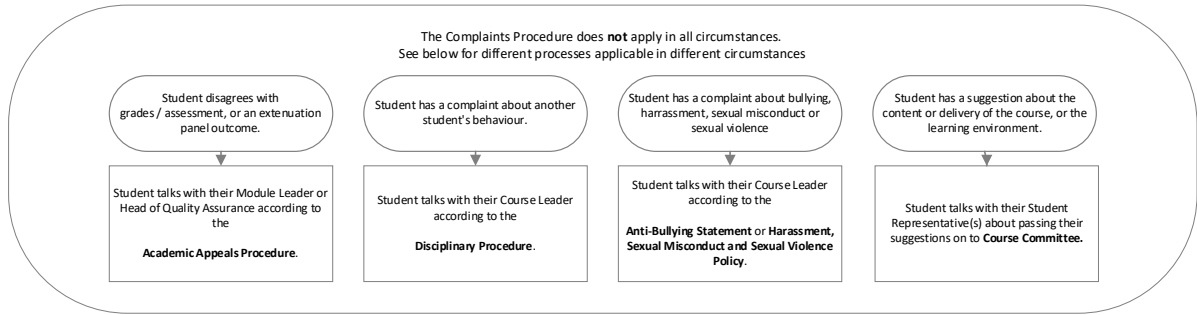 The Complaints Procedure does not apply in all circumstances.
See below for different processes applicable in different circumstances
Student disagrees with
grades / assessment, or an extenuation
panel outcome.
Student has a complaint about another
student's behaviour.
Student has a complaint about bullying,
harrassment, sexual misconduct or
sexual violence
Student has a suggestion about the
content or delivery of the course, or the
learning environment.
Student talks with their Module Leader or
Head of Quality Assurance according to
the
Academic Appeals Procedure.
Student talks with their Course Leader
according to the
Disciplinary Procedure.
Student talks with their Course Leader
according to the
Anti-Bullying Statement or Harassment,
Sexual Misconduct and Sexual Violence
Policy.
Student talks with their Student
Representative(s) about passing their
suggestions on to Course Committee.